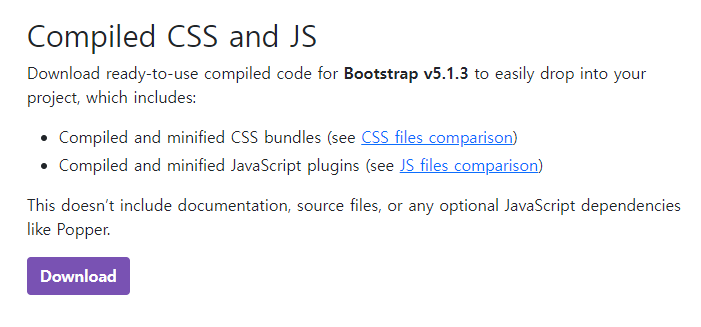 Compiled CSS and JS
Download ready-to-use compiled code for Bootstrap v5.1.3 to easily drop into your
project, which includes:
• Compiled and minified CSS bundles (see CSS files comparison)
• Compiled and minified JavaScript plugins (see JS files comparison)
This doesn’t include documentation, source files, or any optional JavaScript dependencies
like Popper.
Download